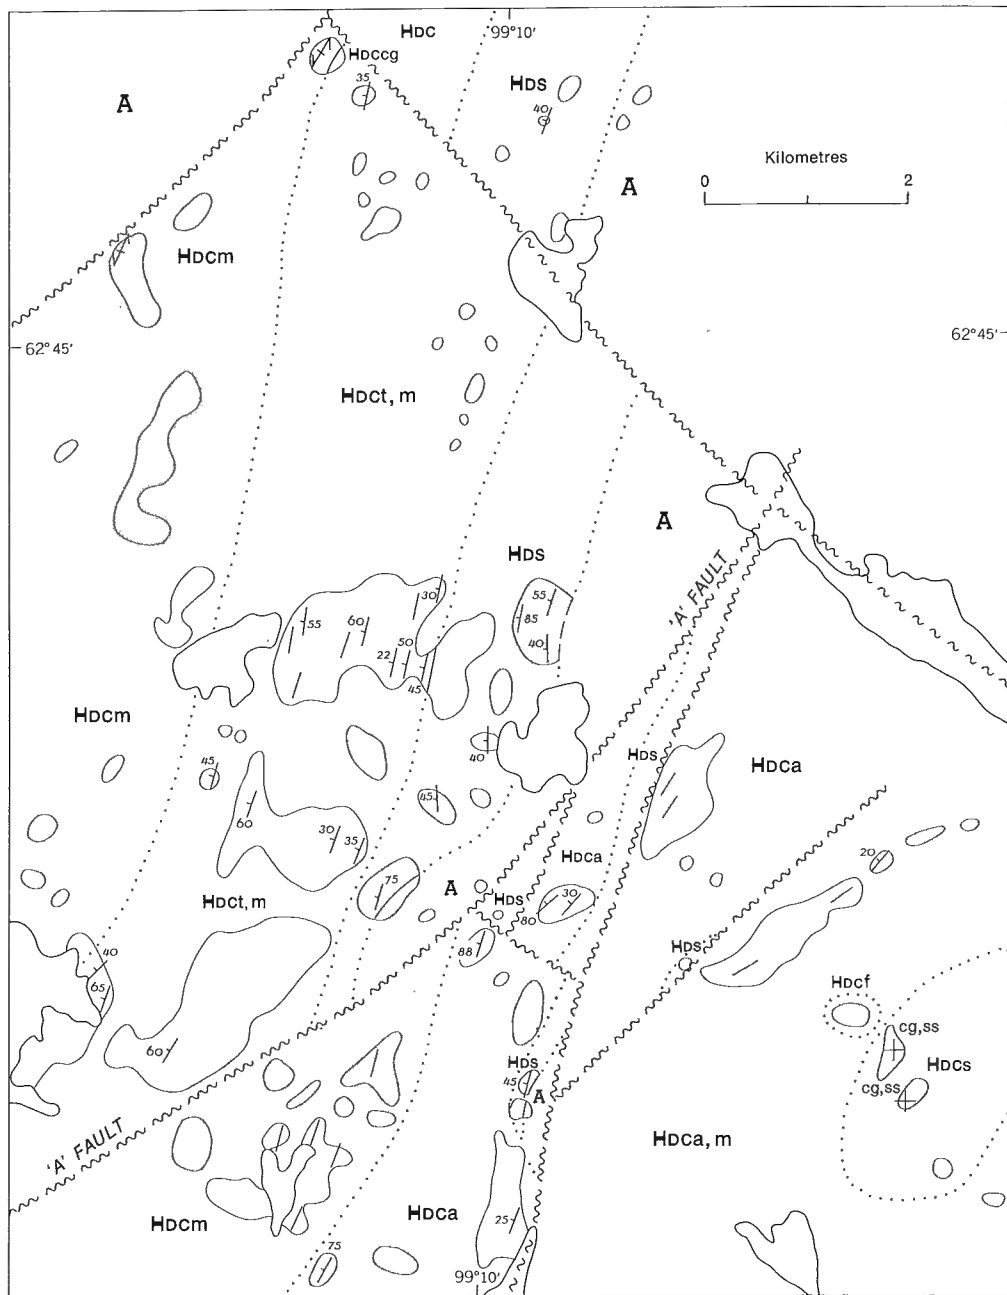 HDC
99°10'
HDCcg
35
HDS
A
40
Kilometres
0
2
A
HDCm
62°45'
62°45'
HDCt, m
A
HDS
'A' FAULT
30
55
55
60
85
50
22
40
45
HDCm
HDS
HDCa
40
45
45
60
30
35
20
HDCa
75
A
30
HDCt, m
HDS
80
88
HDS
40
HDCf
65
cg,ss
60
HDS
HDCs
45
cg,ss
A
'A' FAULT
HDCa, m
HDCm
HDCa
25
75
99°10'